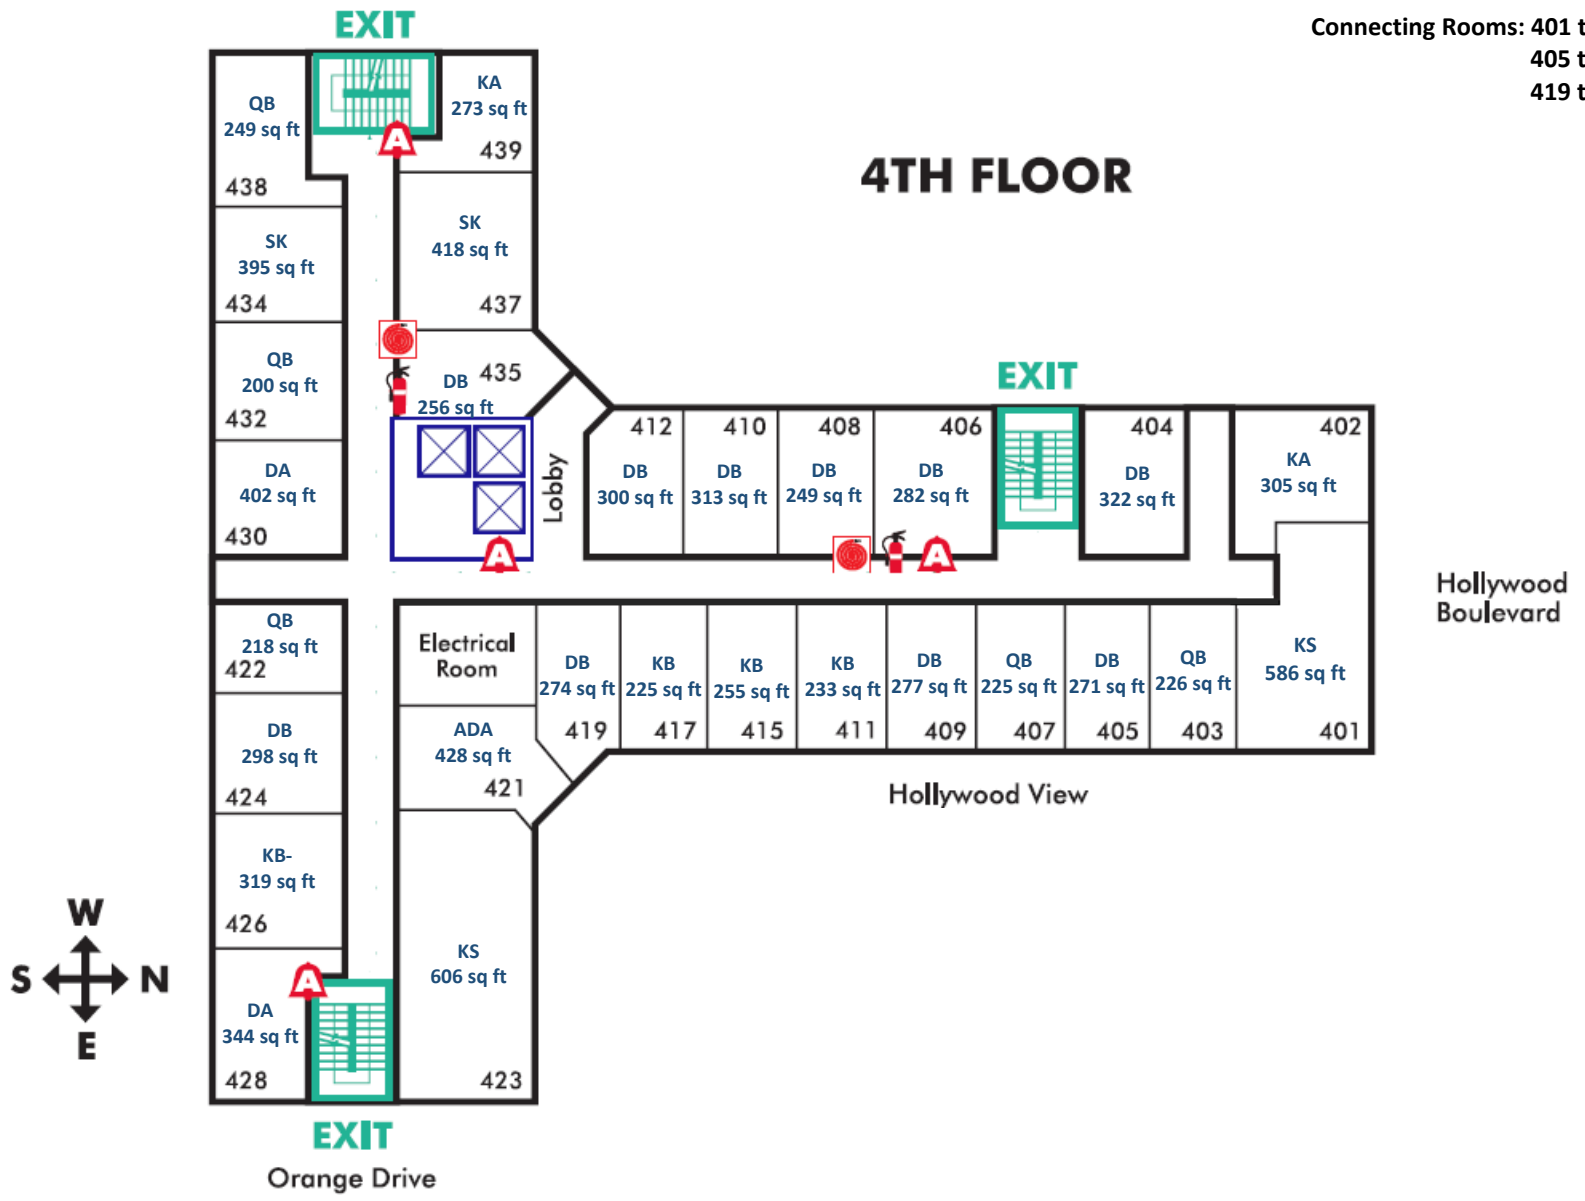 EXIT
Connecting Rooms: 401 t
405 t
419 t
4TH FLOOR
QB
249 sq ft
438
KA
273 sq ft
439
SK
395 sq ft
434
SK
418 sq ft
437
QB
200 sq ft
432
DB 435
256 sq ft
DA
402 sq ft
430
Lobby
EXIT
412
DB
300 sq ft
410
DB
313 sq ft
408
DB
249 sq ft
406
DB
282 sq ft
404
DB
322 sq ft
402
KA
305 sq ft
A
A
A
Hollywood
Boulevard
QB
218 sq ft
422
Electrical
Room
DB
274 sq ft
419
KB
225 sq ft
417
KB
255 sq ft
415
KB
233 sq ft
411
DB
277 sq ft
409
QB
225 sq ft
407
DB
271 sq ft
405
QB
226 sq ft
403
KS
586 sq ft
401
DB
298 sq ft
424
ADA
428 sq ft
421
Hollywood View
KB-
319 sq ft
426
KS
606 sq ft
423
W
S N
E
A
DA
344 sq ft
428
EXIT
Orange Drive